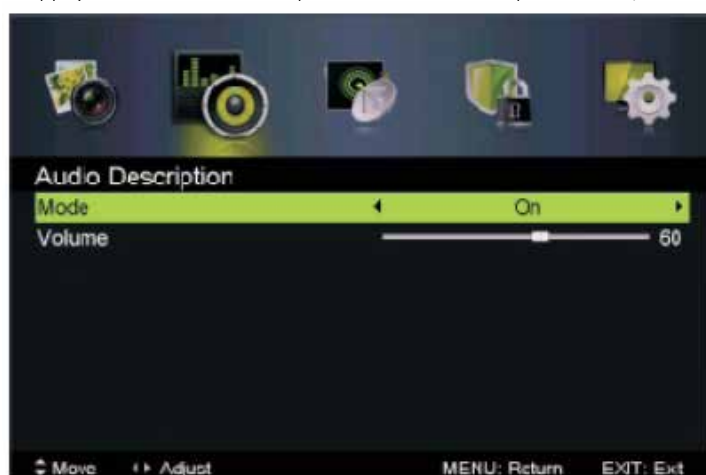 Audio Description
Mode On
Volume 60
Move Adjust MENU: Return EXIT: Exit